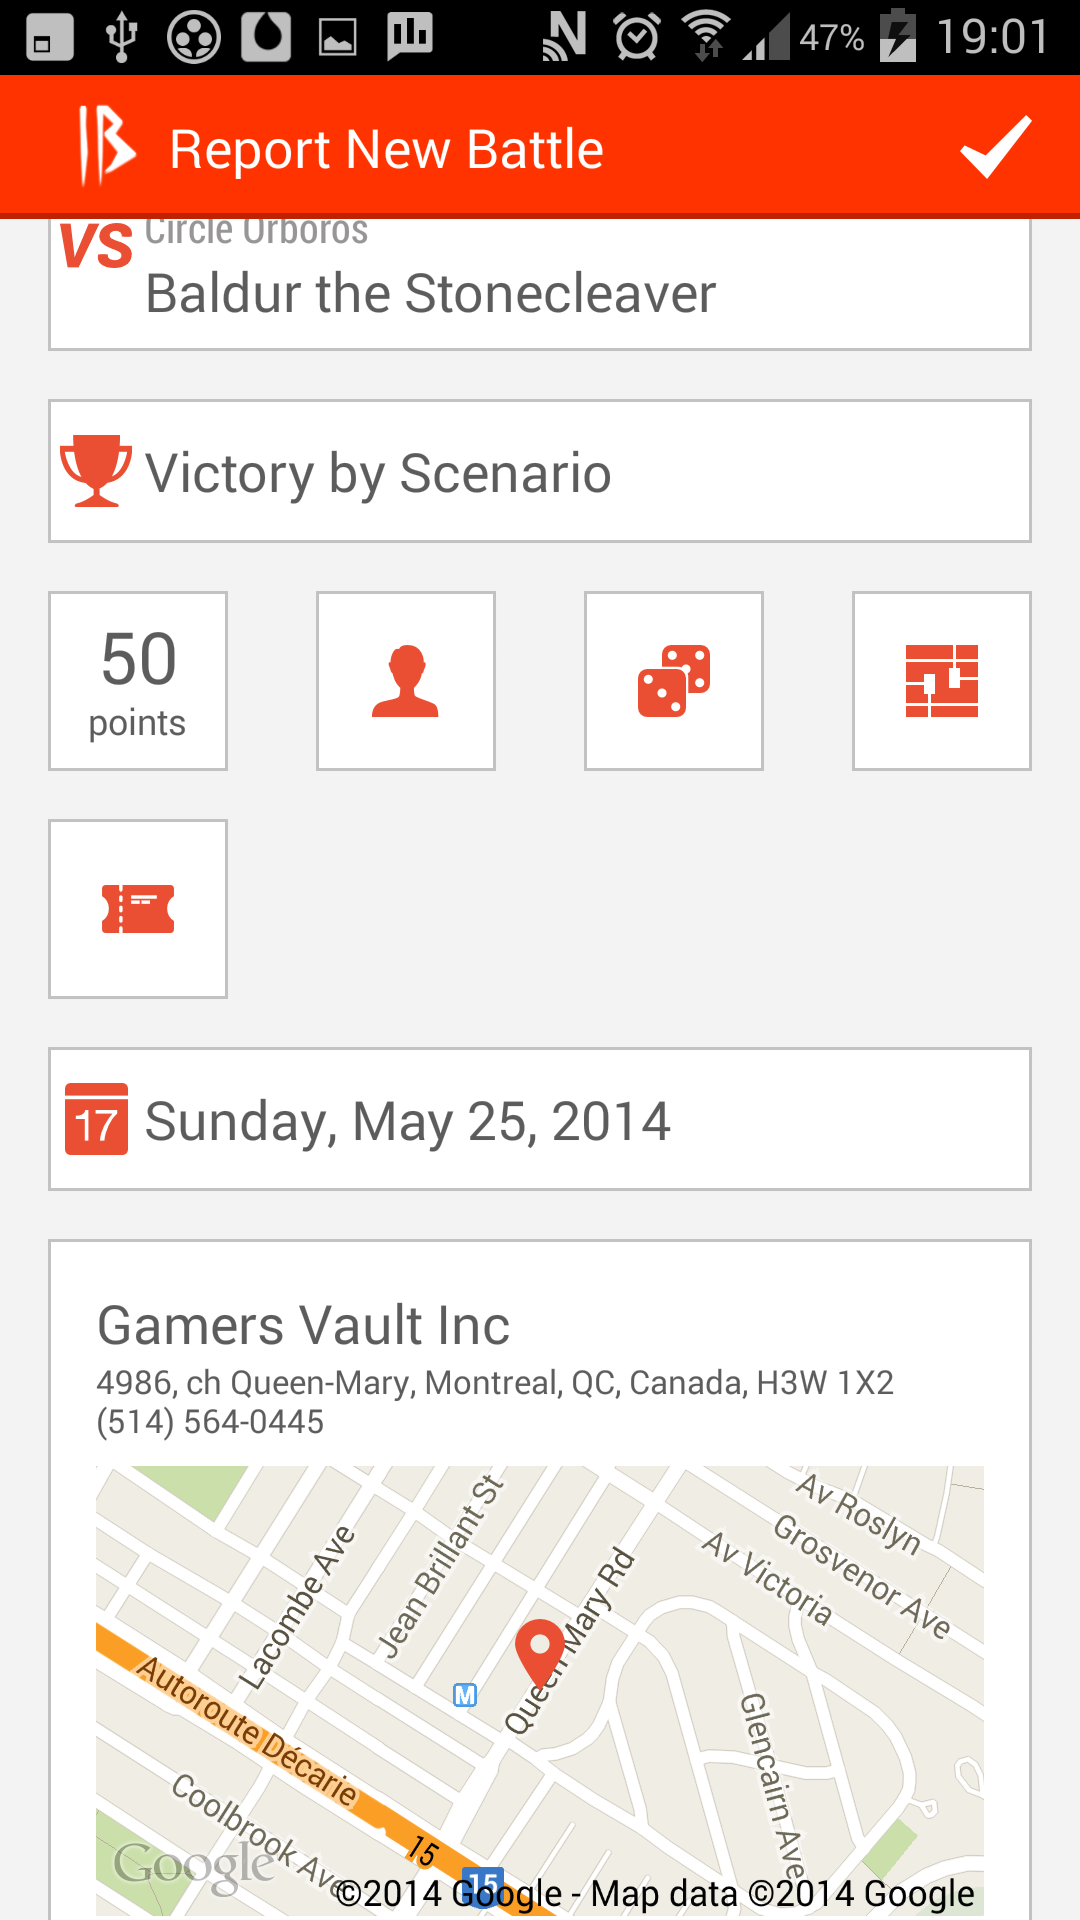 47% 19:01
Report New Battle
VS Circle Orboros
Baldur the Stonecleaver
Victory by Scenario
50
points
17 Sunday, May 25, 2014
Gamers Vault Inc
4986, ch Queen-Mary, Montreal, QC, Canada, H3W 1X2
(514) 564-0445
Av Roslyn
Grosvenor Ave
Av Victoria
Jean Brillant St
Lacombe Ave
Queen Mary Rd
M
Autoroute Décarie
Glencairn Ave
Coolbrook Ave
15
15
Google
©2014 Google - Map data ©2014 Google